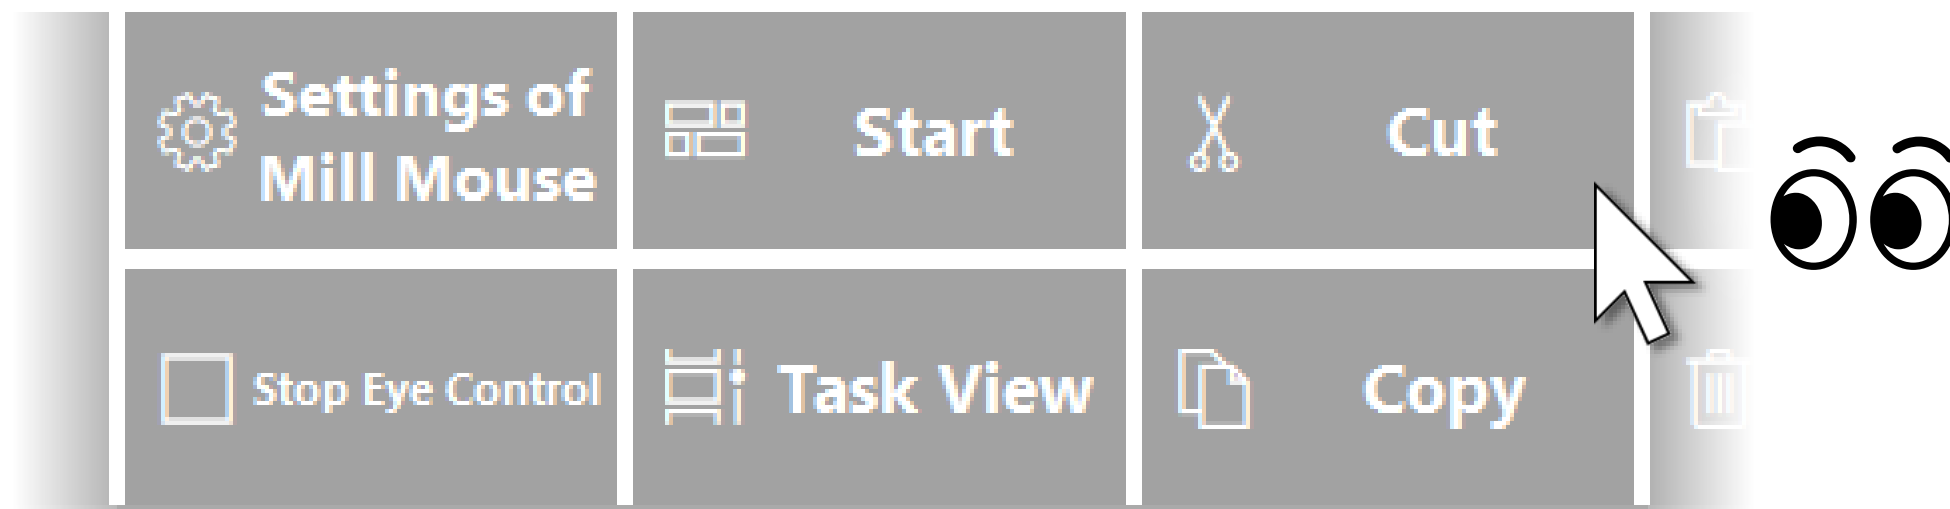 Settings of
Mill Mouse
Start
Cut
Stop Eye Control
Task View
Copy